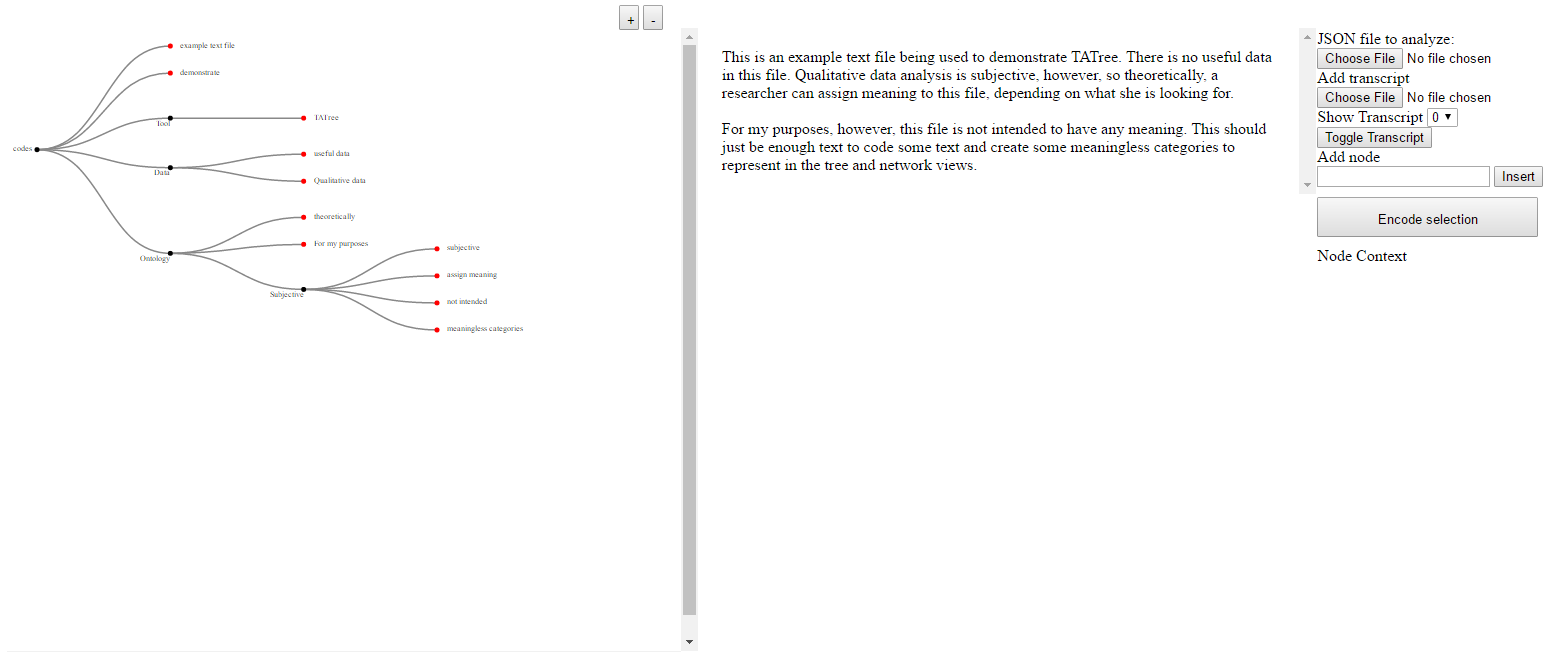 + -
example text file
demonstrate
Tool
TATree
codes
useful data
Data
Qualitative data
theoretically
For my purposes
Ontology
subjective
assign meaning
Subjective
not intended
meaningless categories
This is an example text file being used to demonstrate TATree. There is no useful data
in this file. Qualitative data analysis is subjective, however, so theoretically, a
researcher can assign meaning to this file, depending on what she is looking for.
For my purposes, however, this file is not intended to have any meaning. This should
just be enough text to code some text and create some meaningless categories to
represent in the tree and network views.
JSON file to analyze:
Choose File No file chosen
Add transcript
Choose File No file chosen
Show Transcript 0
Toggle Transcript
Add node
Insert
Encode selection
Node Context